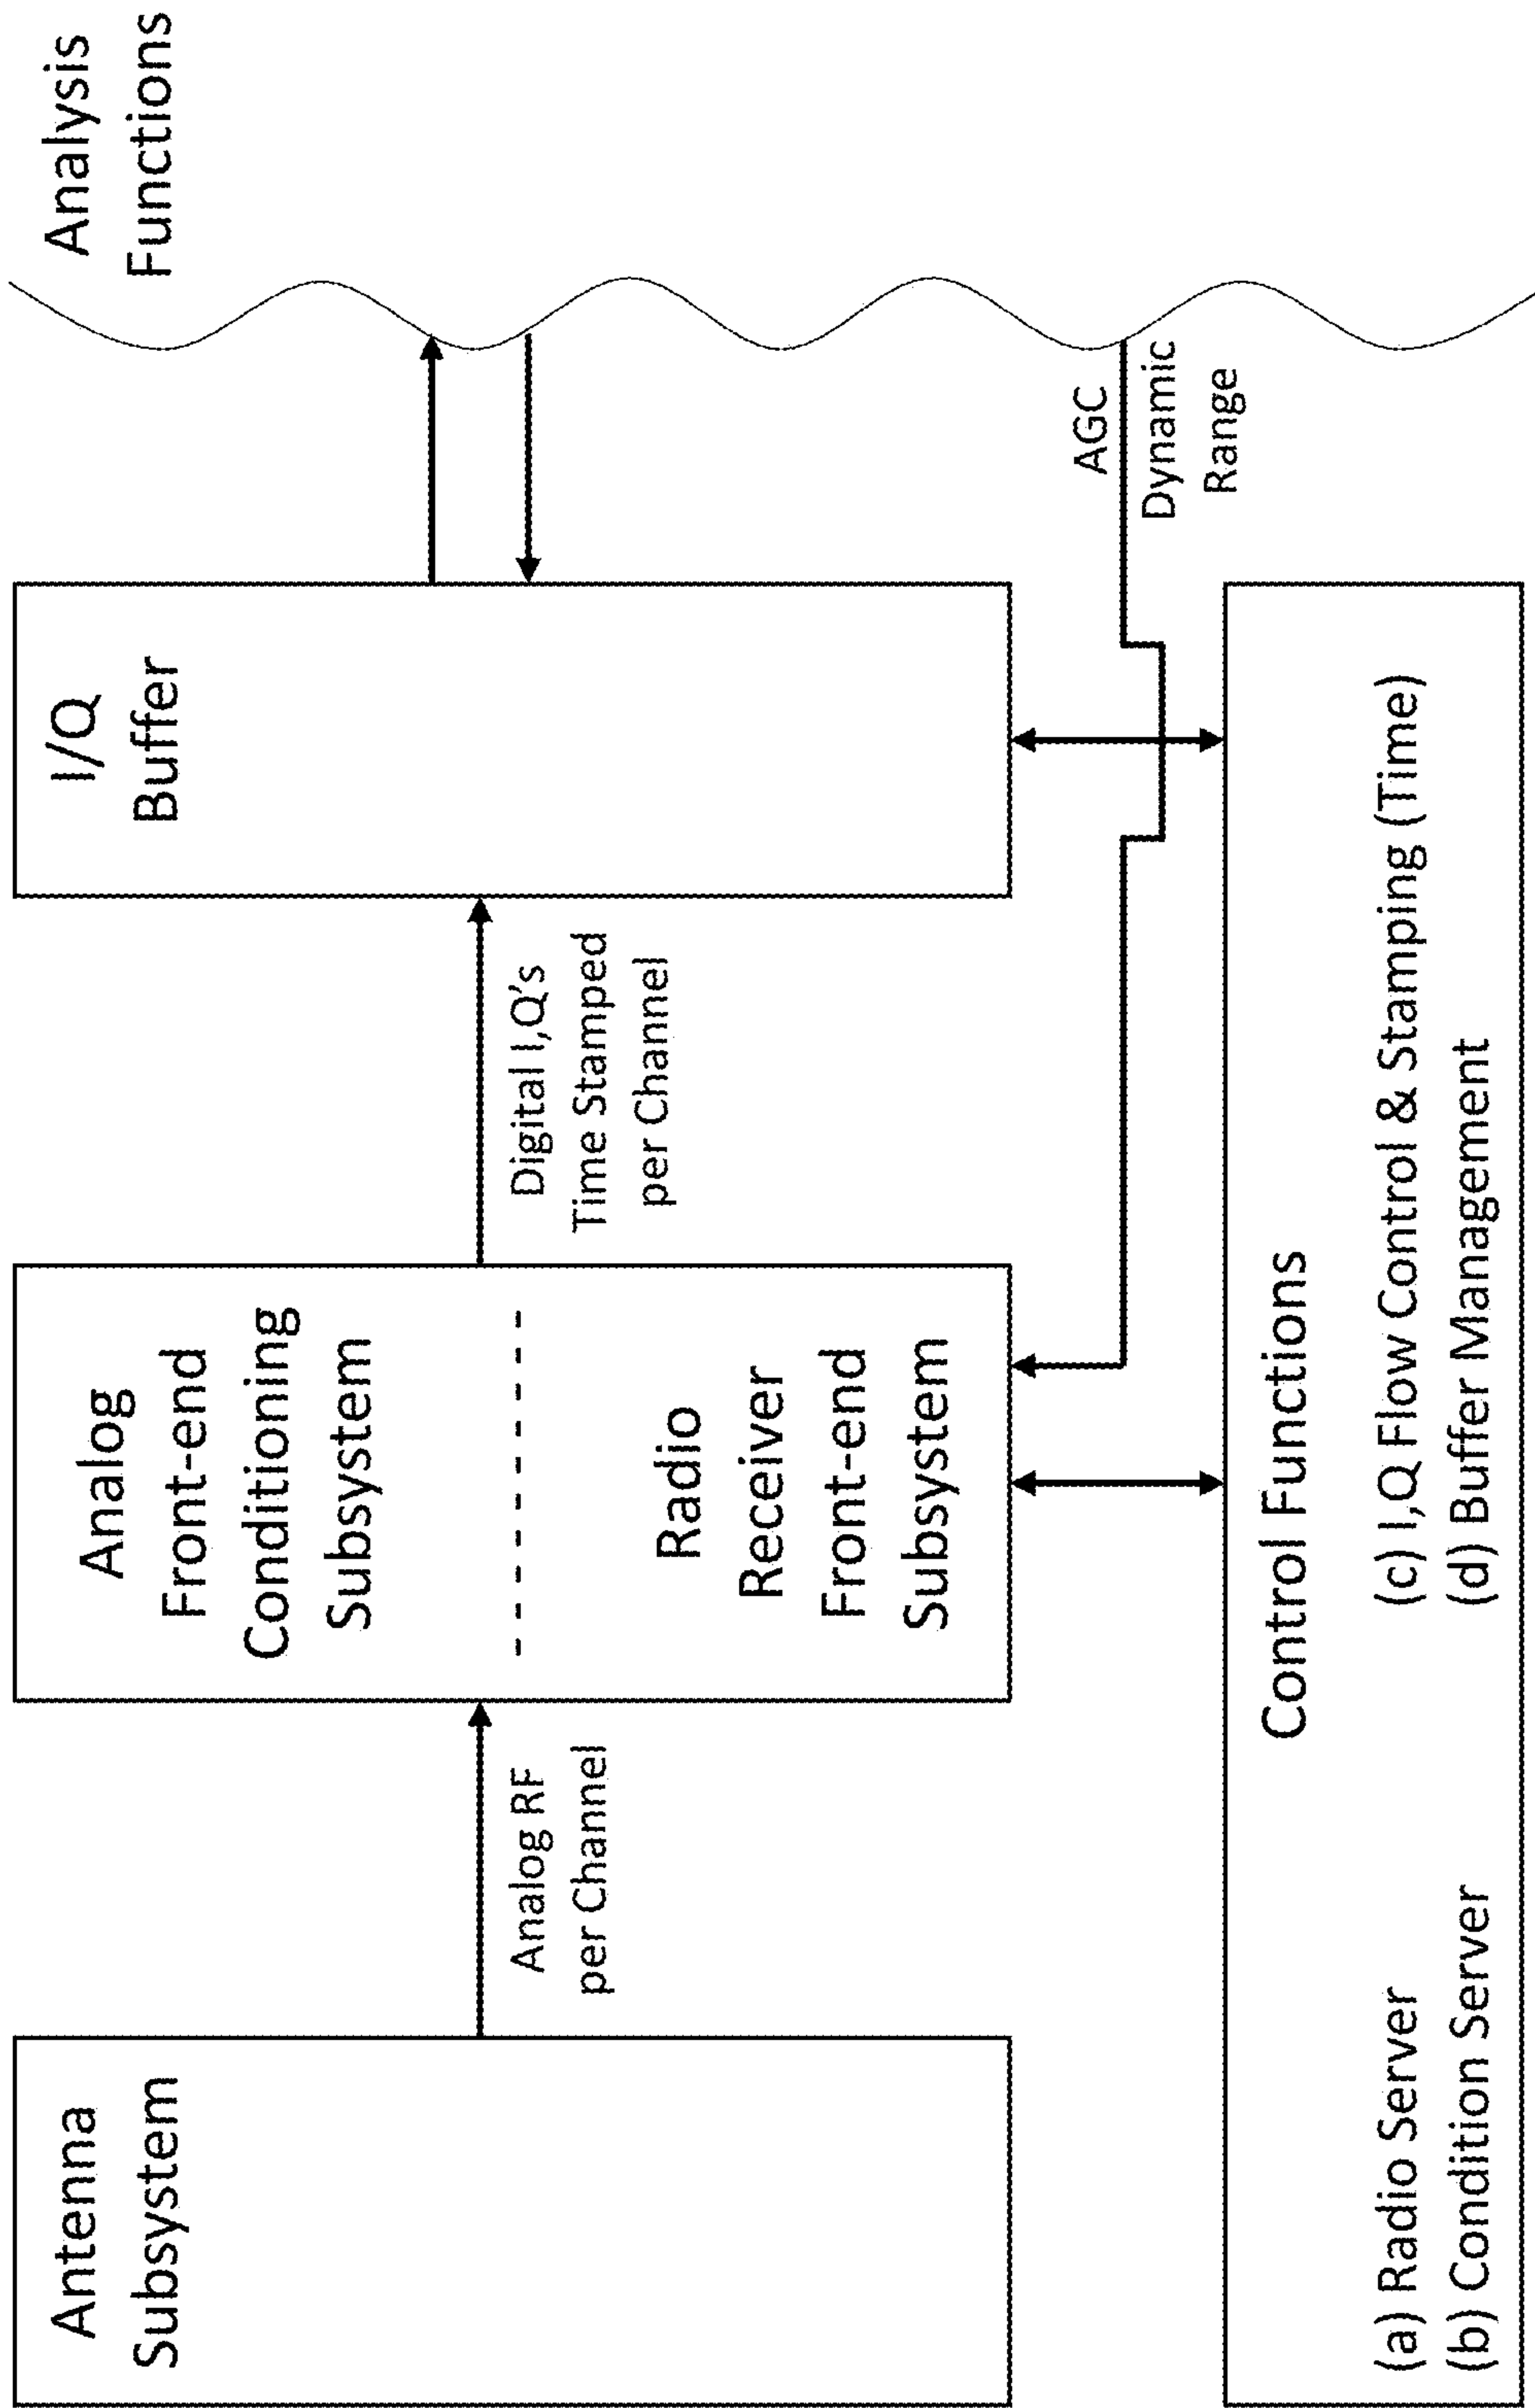 Antenna
Subsystem
Analog RF
per Channel
Analog
Front-end
Conditioning
Subsystem
Radio
Receiver
Front-end
Subsystem
Digital I,Q's
Time Stamped
per Channel
I/Q
Buffer
Analysis
Functions
AGC
Dynamic
Range
Control Functions
(a) Radio Server
(b) Condition Server
(c) I,Q Flow Control & Stamping (Time)
(d) Buffer Management